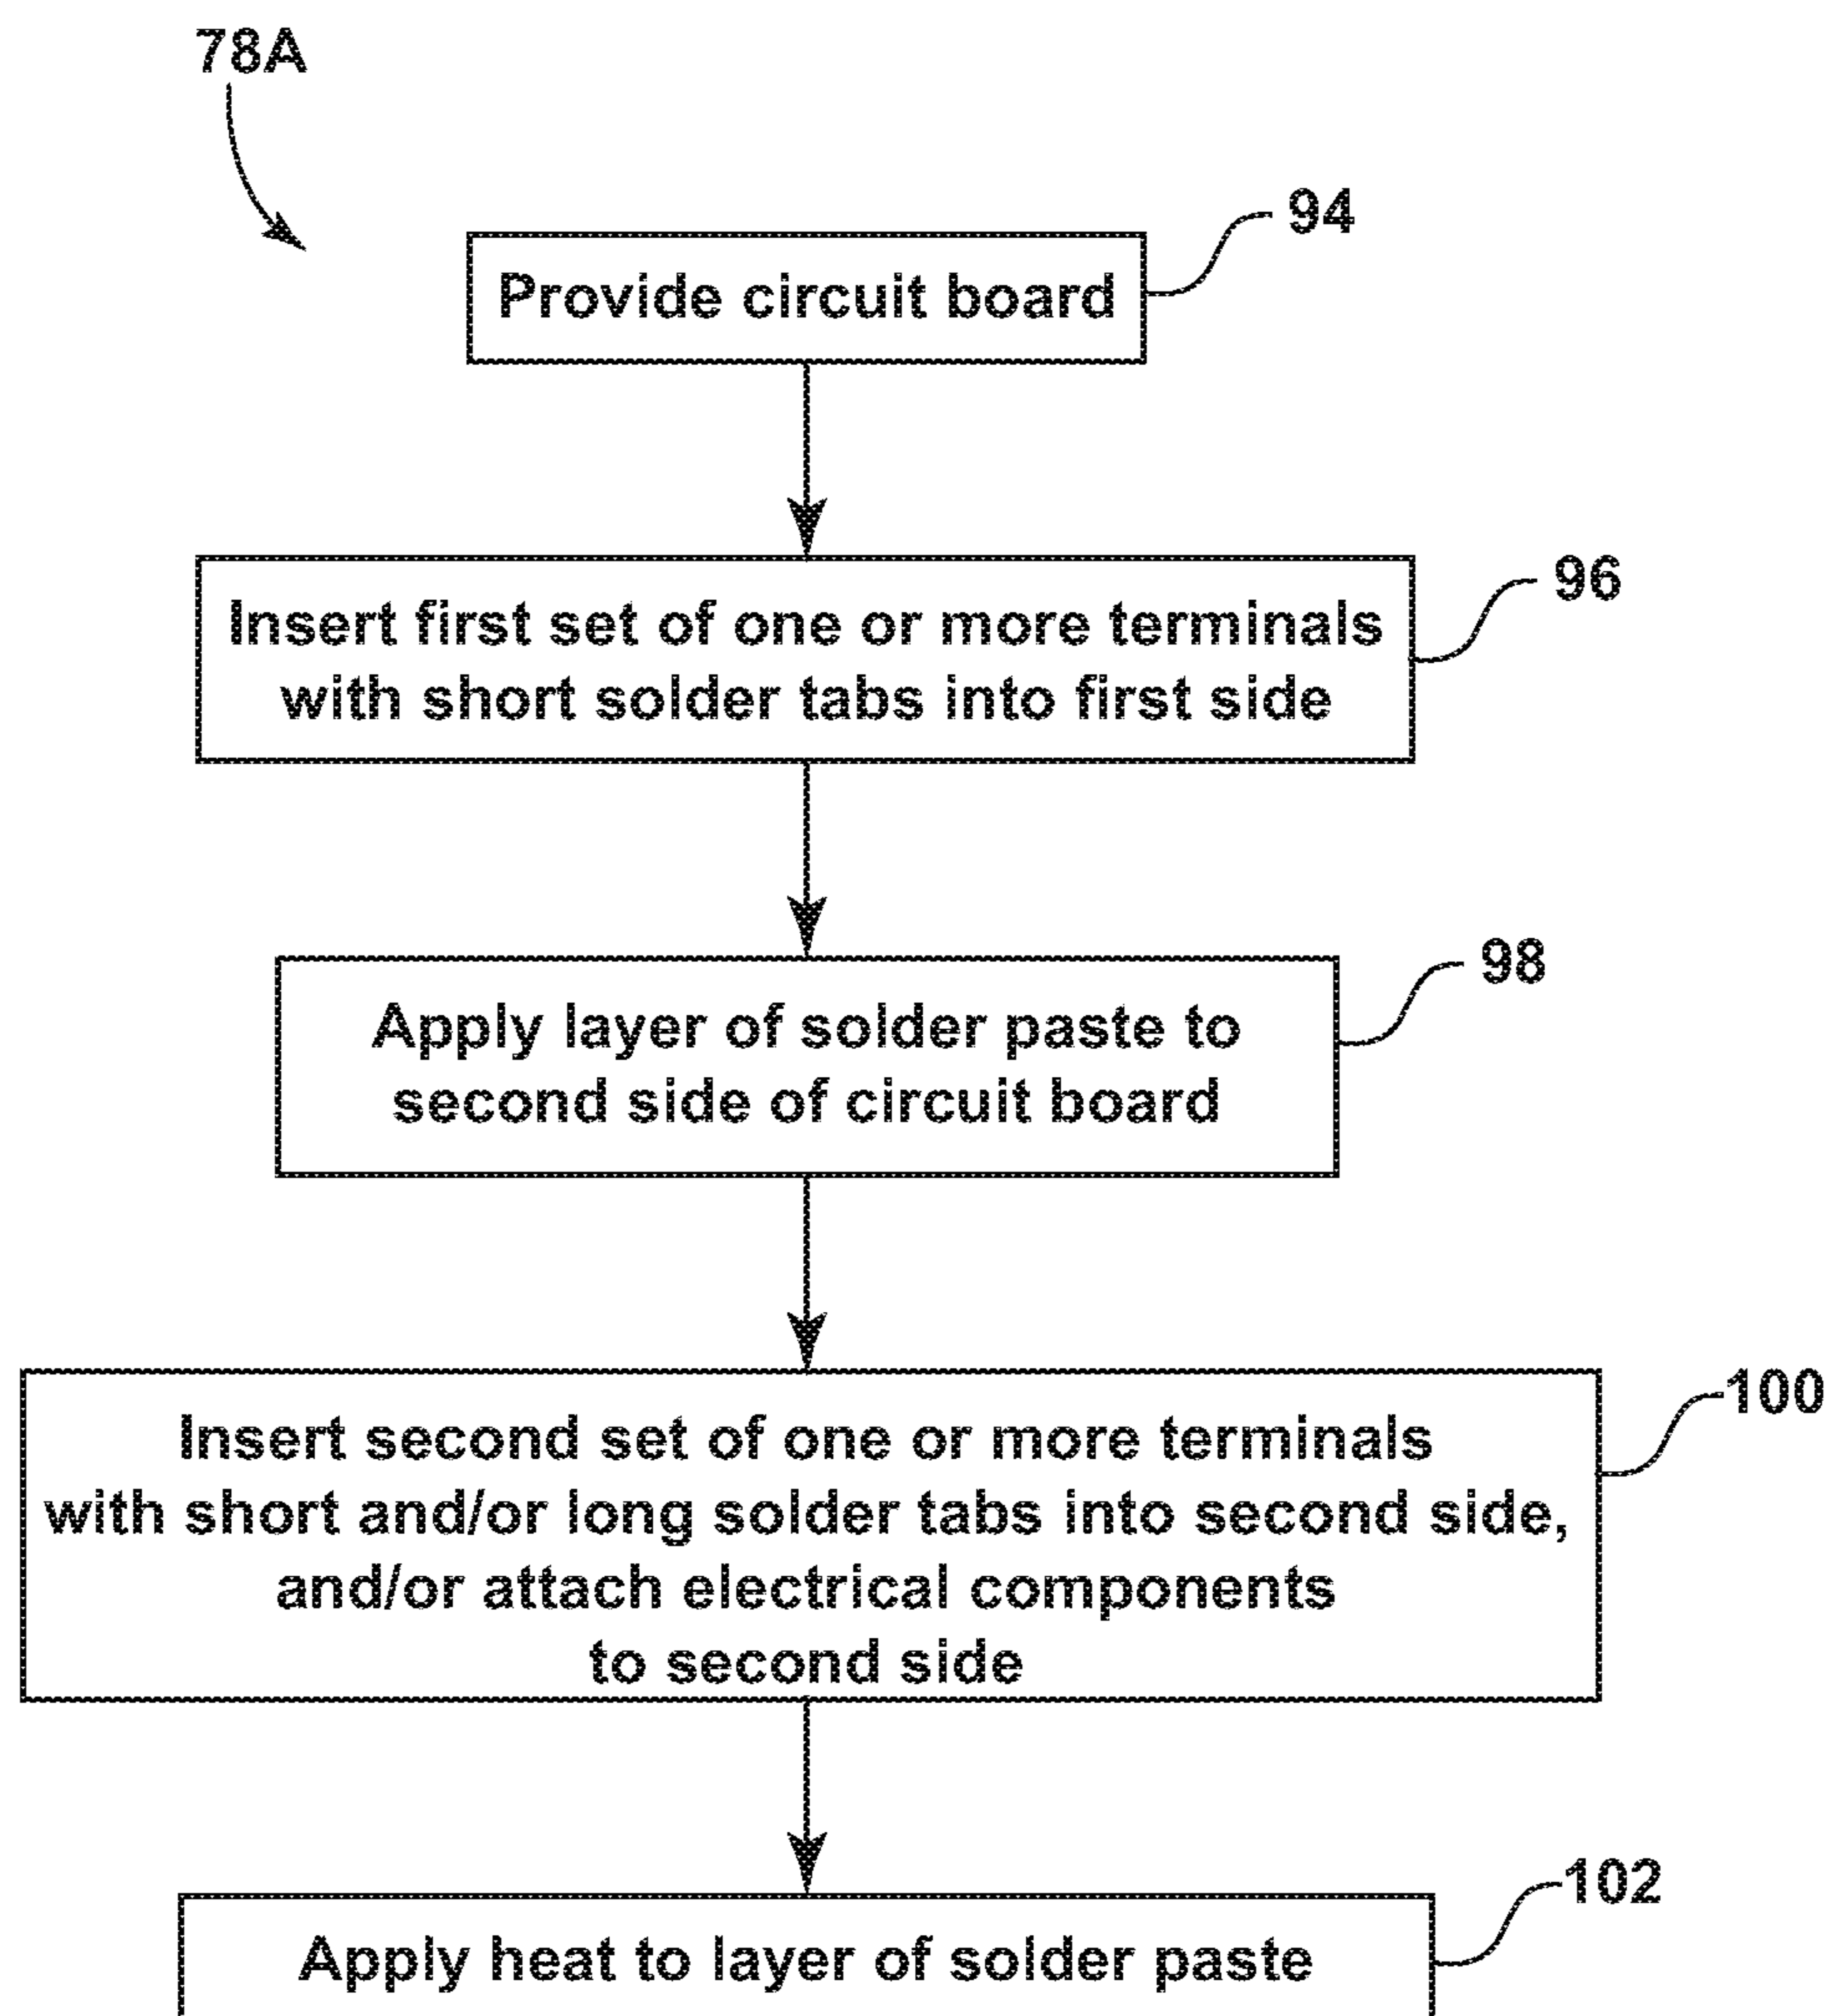 78A
94
Provide circuit board
96
Insert first set of one or more terminals
with short solder tabs into first side
98
Apply layer of solder paste to
second side of circuit board
100
Insert second set of one or more terminals
with short and/or long solder tabs into second side,
and/or attach electrical components
to second side
102
Apply heat to layer of solder paste